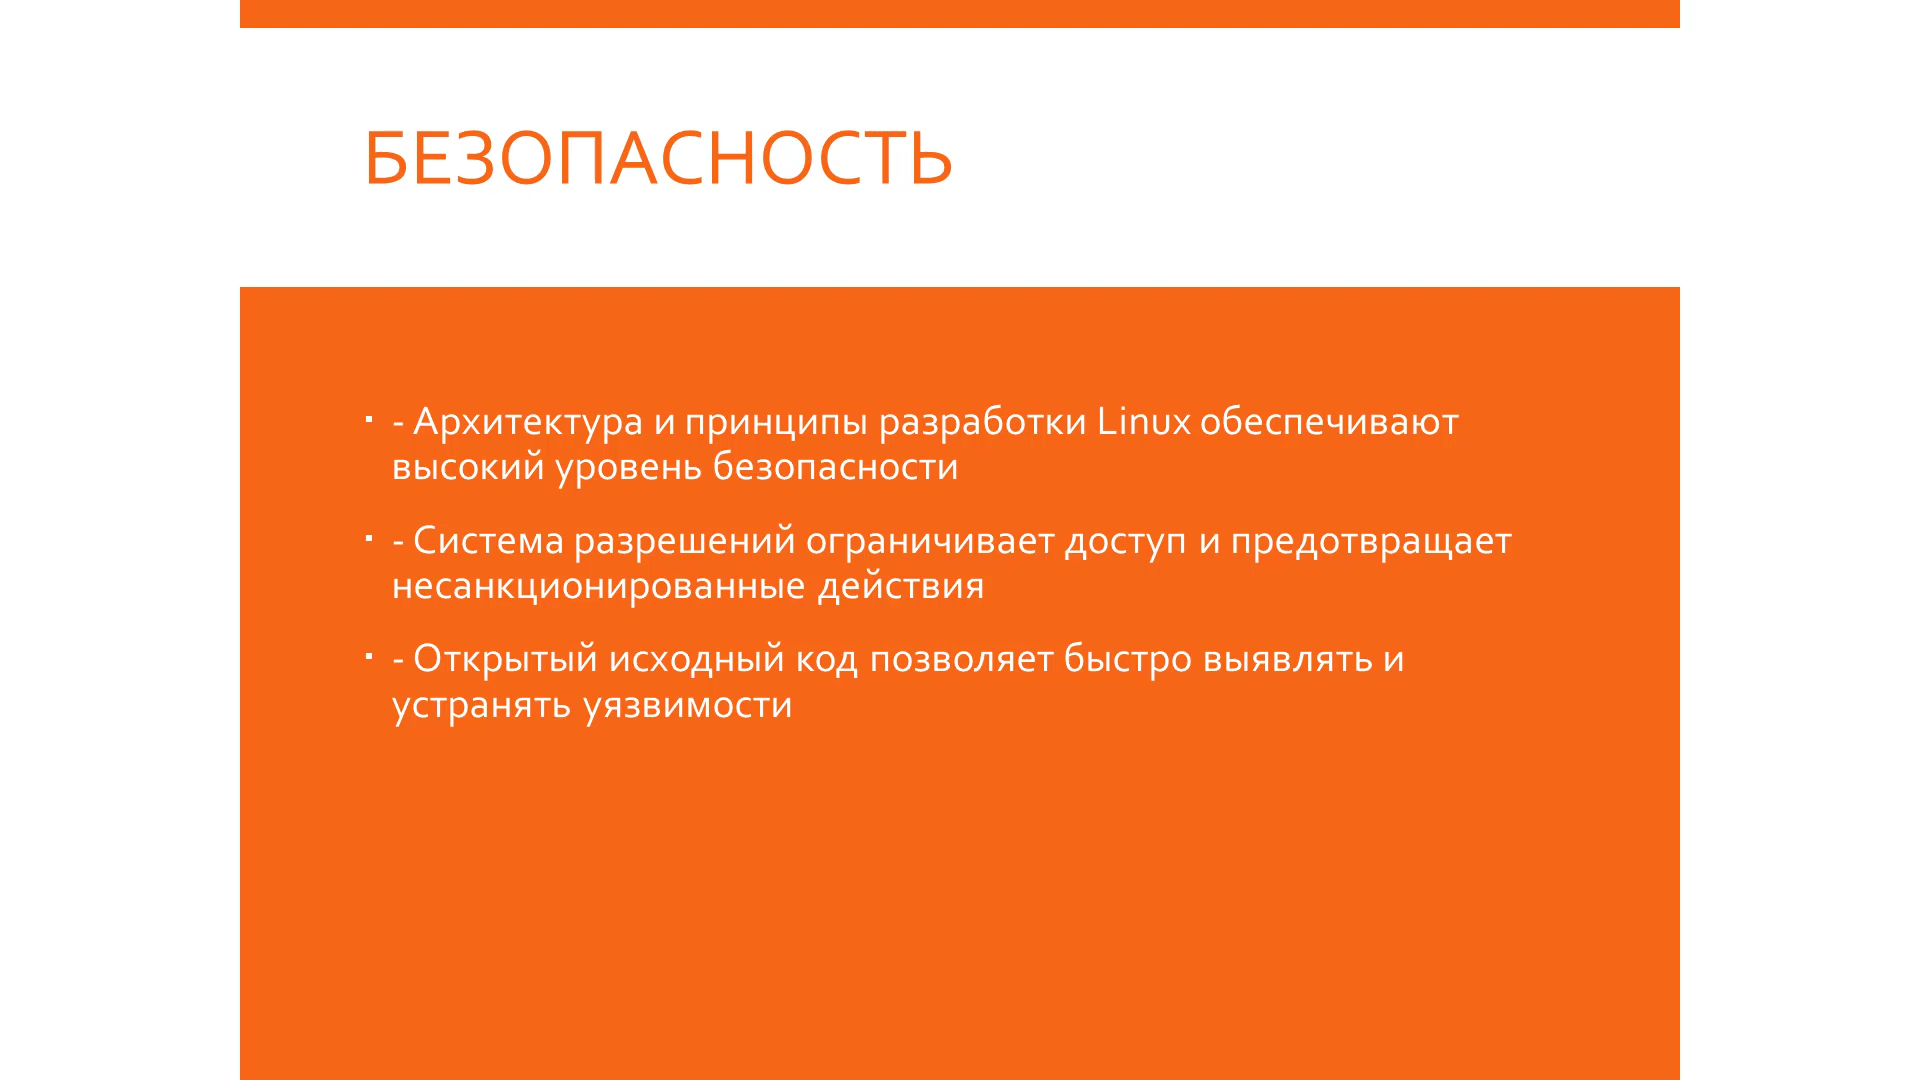 БЕЗОПАСНОСТЬ
▪ - Архитектура и принципы разработки Linux обеспечивают
высокий уровень безопасности
▪ - Система разрешений ограничивает доступ и предотвращает
несанкционированные действия
▪ - Открытый исходный код позволяет быстро выявлять и
устранять уязвимости